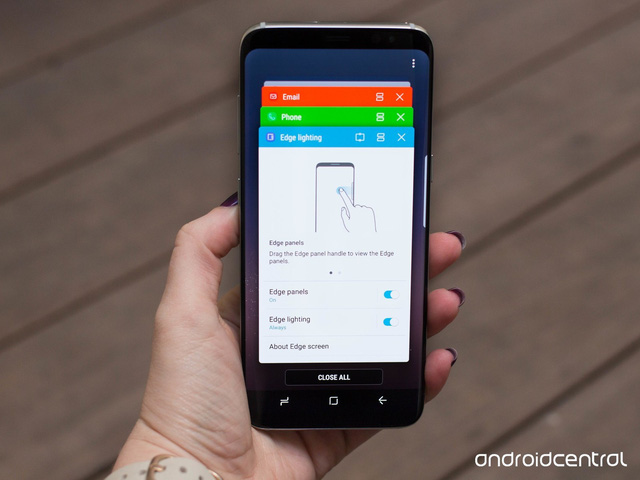 Email
Phone
Edge lighting
Edge panels
Drag the Edge panel handle to view the Edge
panels.
Edge panels
On
Edge lighting
Always
About Edge screen
CLOSE ALL
androidcentral